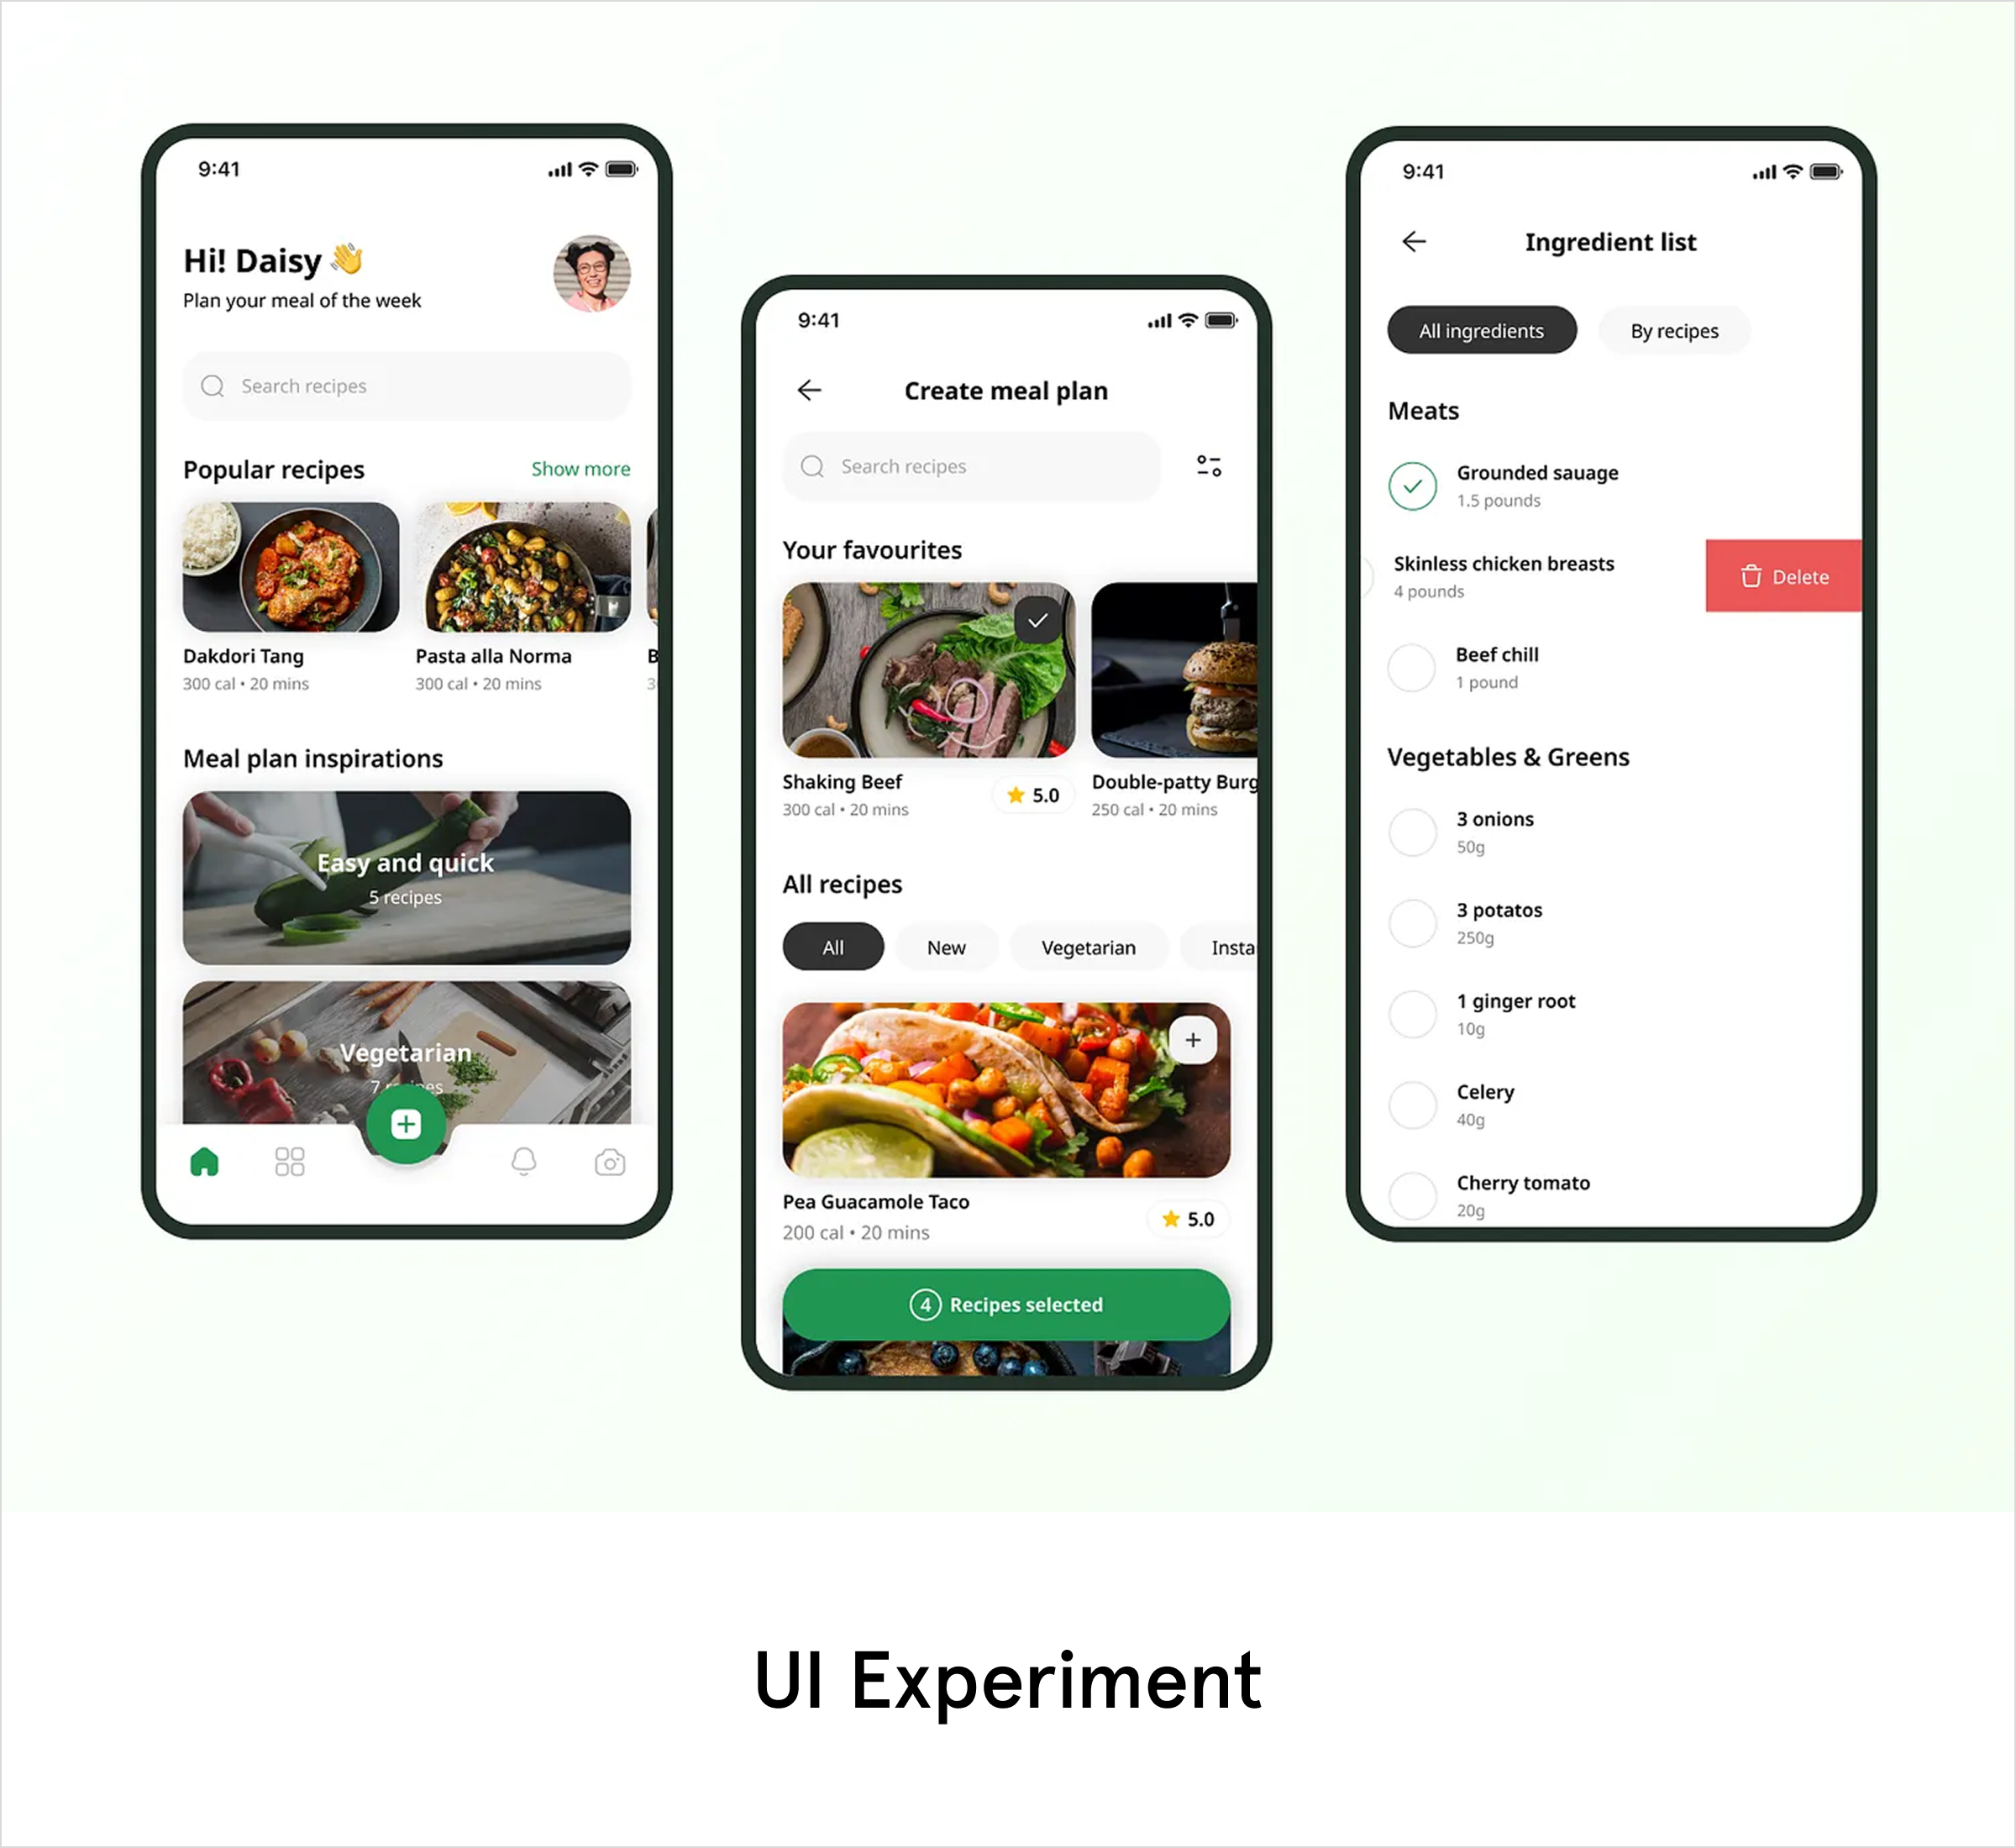 9:41
Hi! Daisy 👋
Plan your meal of the week
Search recipes
Popular recipes
Show more
Dakdori Tang
300 cal • 20 mins
Pasta alla Norma
300 cal • 20 mins
B
3
Meal plan inspirations
Easy and quick
5 recipes
Vegetarian
9:41
Create meal plan
Search recipes
Your favourites
Shaking Beef
300 cal • 20 mins
5.0
Double-patty Burg
250 cal • 20 mins
All recipes
All
New
Vegetarian
Insta
Pea Guacamole Taco
200 cal • 20 mins
5.0
4 Recipes selected
9:41
Ingredient list
All ingredients
By recipes
Meats
Grounded sauage
1.5 pounds
Skinless chicken breasts
4 pounds
Delete
Beef chill
1 pound
Vegetables & Greens
3 onions
50g
3 potatos
250g
1 ginger root
10g
Celery
40g
Cherry tomato
20g
UI Experiment